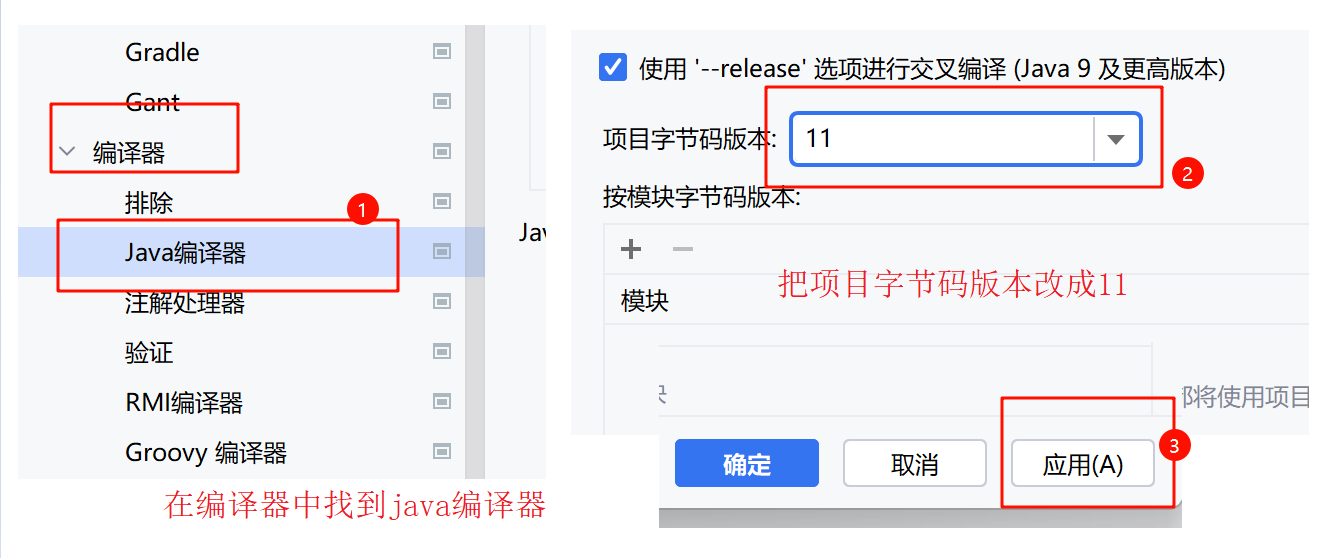 Gradle
Gant
编译器
排除
1
Java编译器
注解处理器
验证
RMI编译器
Groovy 编译器
在编译器中找到java编译器
使用 '--release' 选项进行交叉编译 (Java 9 及更高版本)
项目字节码版本: 11
2
按模块字节码版本:
把项目字节码版本改成11
模块
将使用项目
确定
取消
应用(A)
3